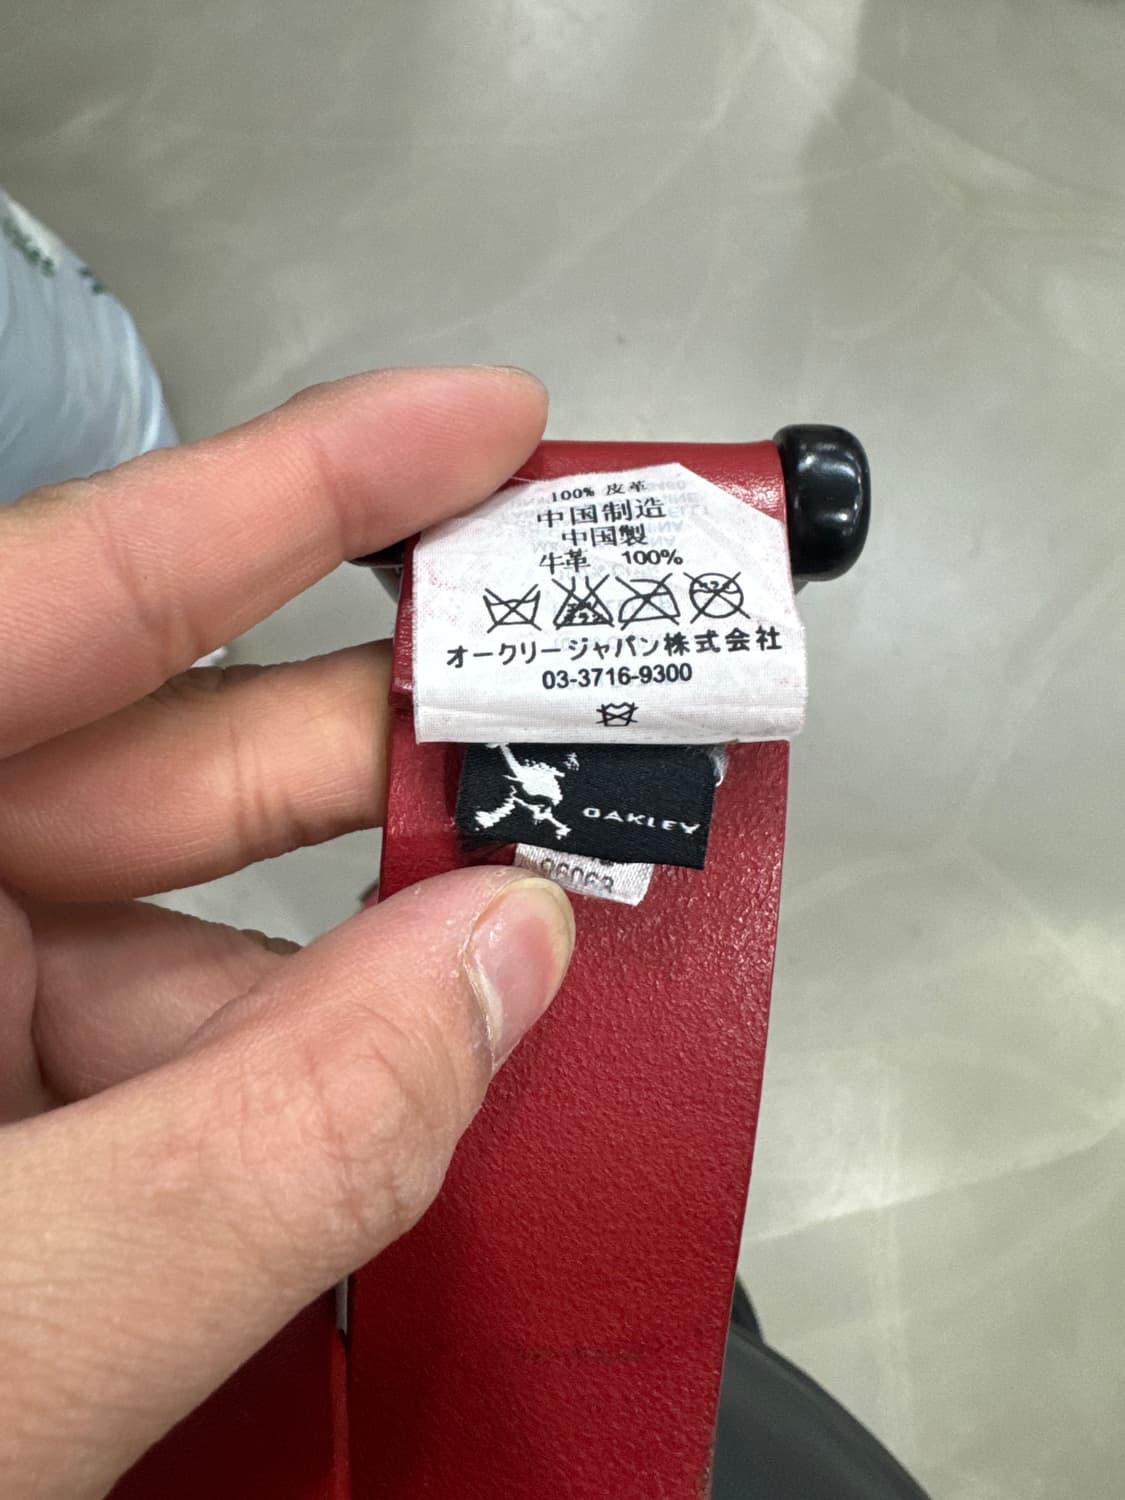 100% 皮革
中国制造
中国製
牛革 100%
オークリージャパン株式会社
03-3716-9300
OAKLEY
96063